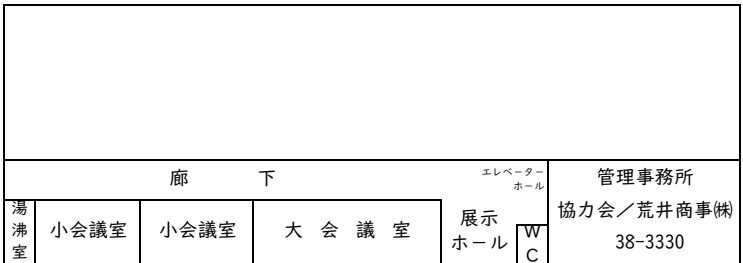 廊　下
エレベーター
ホール
管理事務所
協力会／荒井商事㈱
38-3330
湯
沸
室
小会議室
小会議室
大　会　議　室
展示
ホール
W
C